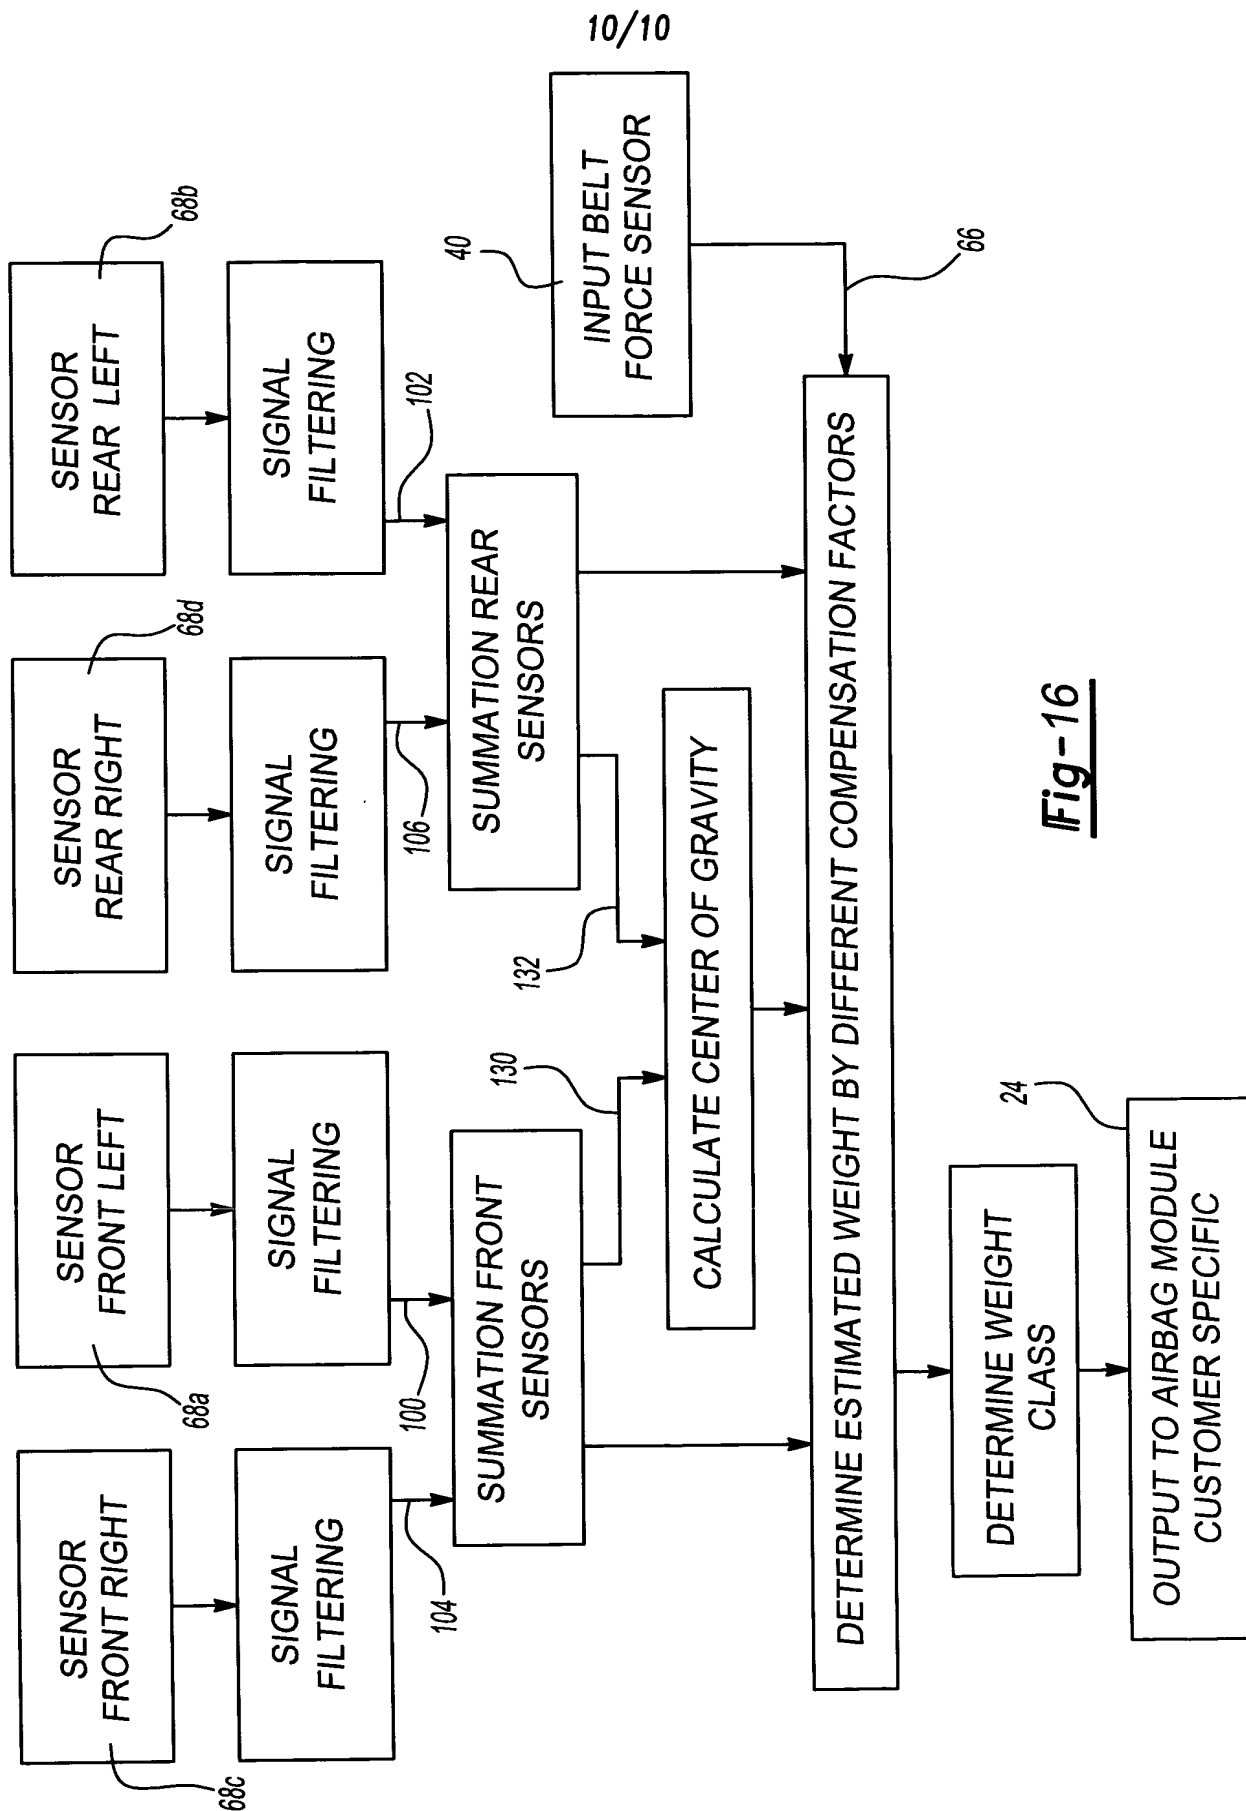 10/10
SENSOR
FRONT RIGHT
68c
SENSOR
FRONT LEFT
68a
SENSOR
REAR RIGHT
68d
SENSOR
REAR LEFT
68b
SIGNAL
FILTERING
SIGNAL
FILTERING
SIGNAL
FILTERING
SIGNAL
FILTERING
104
100
106
102
SUMMATION FRONT
SENSORS
SUMMATION REAR
SENSORS
130
132
40
INPUT BELT
FORCE SENSOR
66
CALCULATE CENTER OF GRAVITY
DETERMINE ESTIMATED WEIGHT BY DIFFERENT COMPENSATION FACTORS
DETERMINE WEIGHT
CLASS
24
OUTPUT TO AIRBAG MODULE
CUSTOMER SPECIFIC
Fig-16